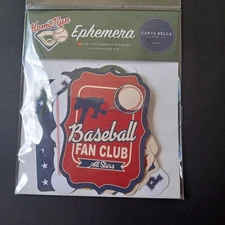 Home Run
Ephemera
CARTA BELLA
Baseball
FAN CLUB
All Stars